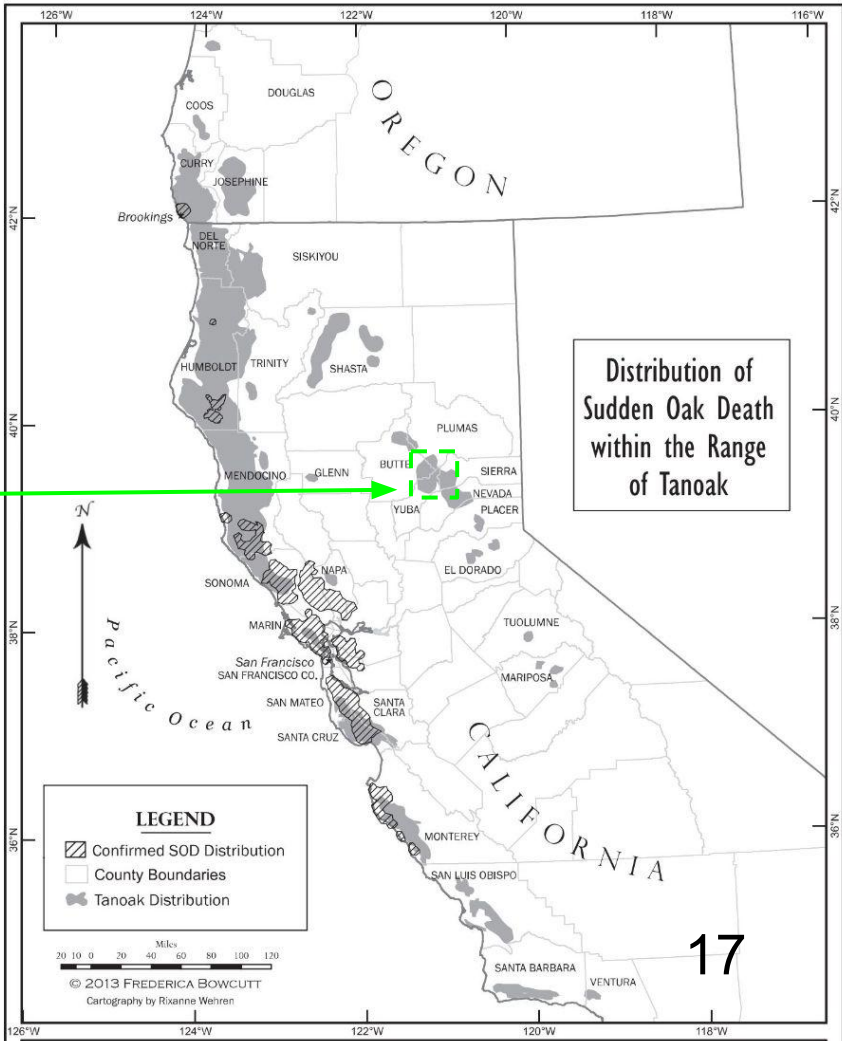 126°W 124°W 122°W 120°W 118°W 116°W
DOUGLAS
COOS
OREGON
CURRY
JOSEPHINE
42°N
42°N
Brookings
DEL
NORTE
SISKIYOU
HUMBOLDT
TRINITY
SHASTA
Distribution of
Sudden Oak Death
within the Range
of Tanoak
40°N
40°N
PLUMAS
MENDOCINO
GLENN
BUTTE
SIERRA
NEVADA
YUBA
PLACER
N
EL DORADO
SONOMA
NAPA
38°N
38°N
MARIN
TUOLUMNE
San Francisco
SAN FRANCISCO CO.
MARIPOSA
Pacific Ocean
SAN MATEO
SANTA
CLARA
SANTA CRUZ
CALIFORNIA
LEGEND
Confirmed SOD Distribution
County Boundaries
Tanoak Distribution
36°N
36°N
MONTEREY
SAN LUIS OBISPO
Miles
20 10 0 20 40 60 80 100 120
© 2013 FREDERICA BOWCUTT
Cartography by Rixanne Wehren
17
SANTA BARBARA
VENTURA
126°W 124°W 122°W 120°W 118°W